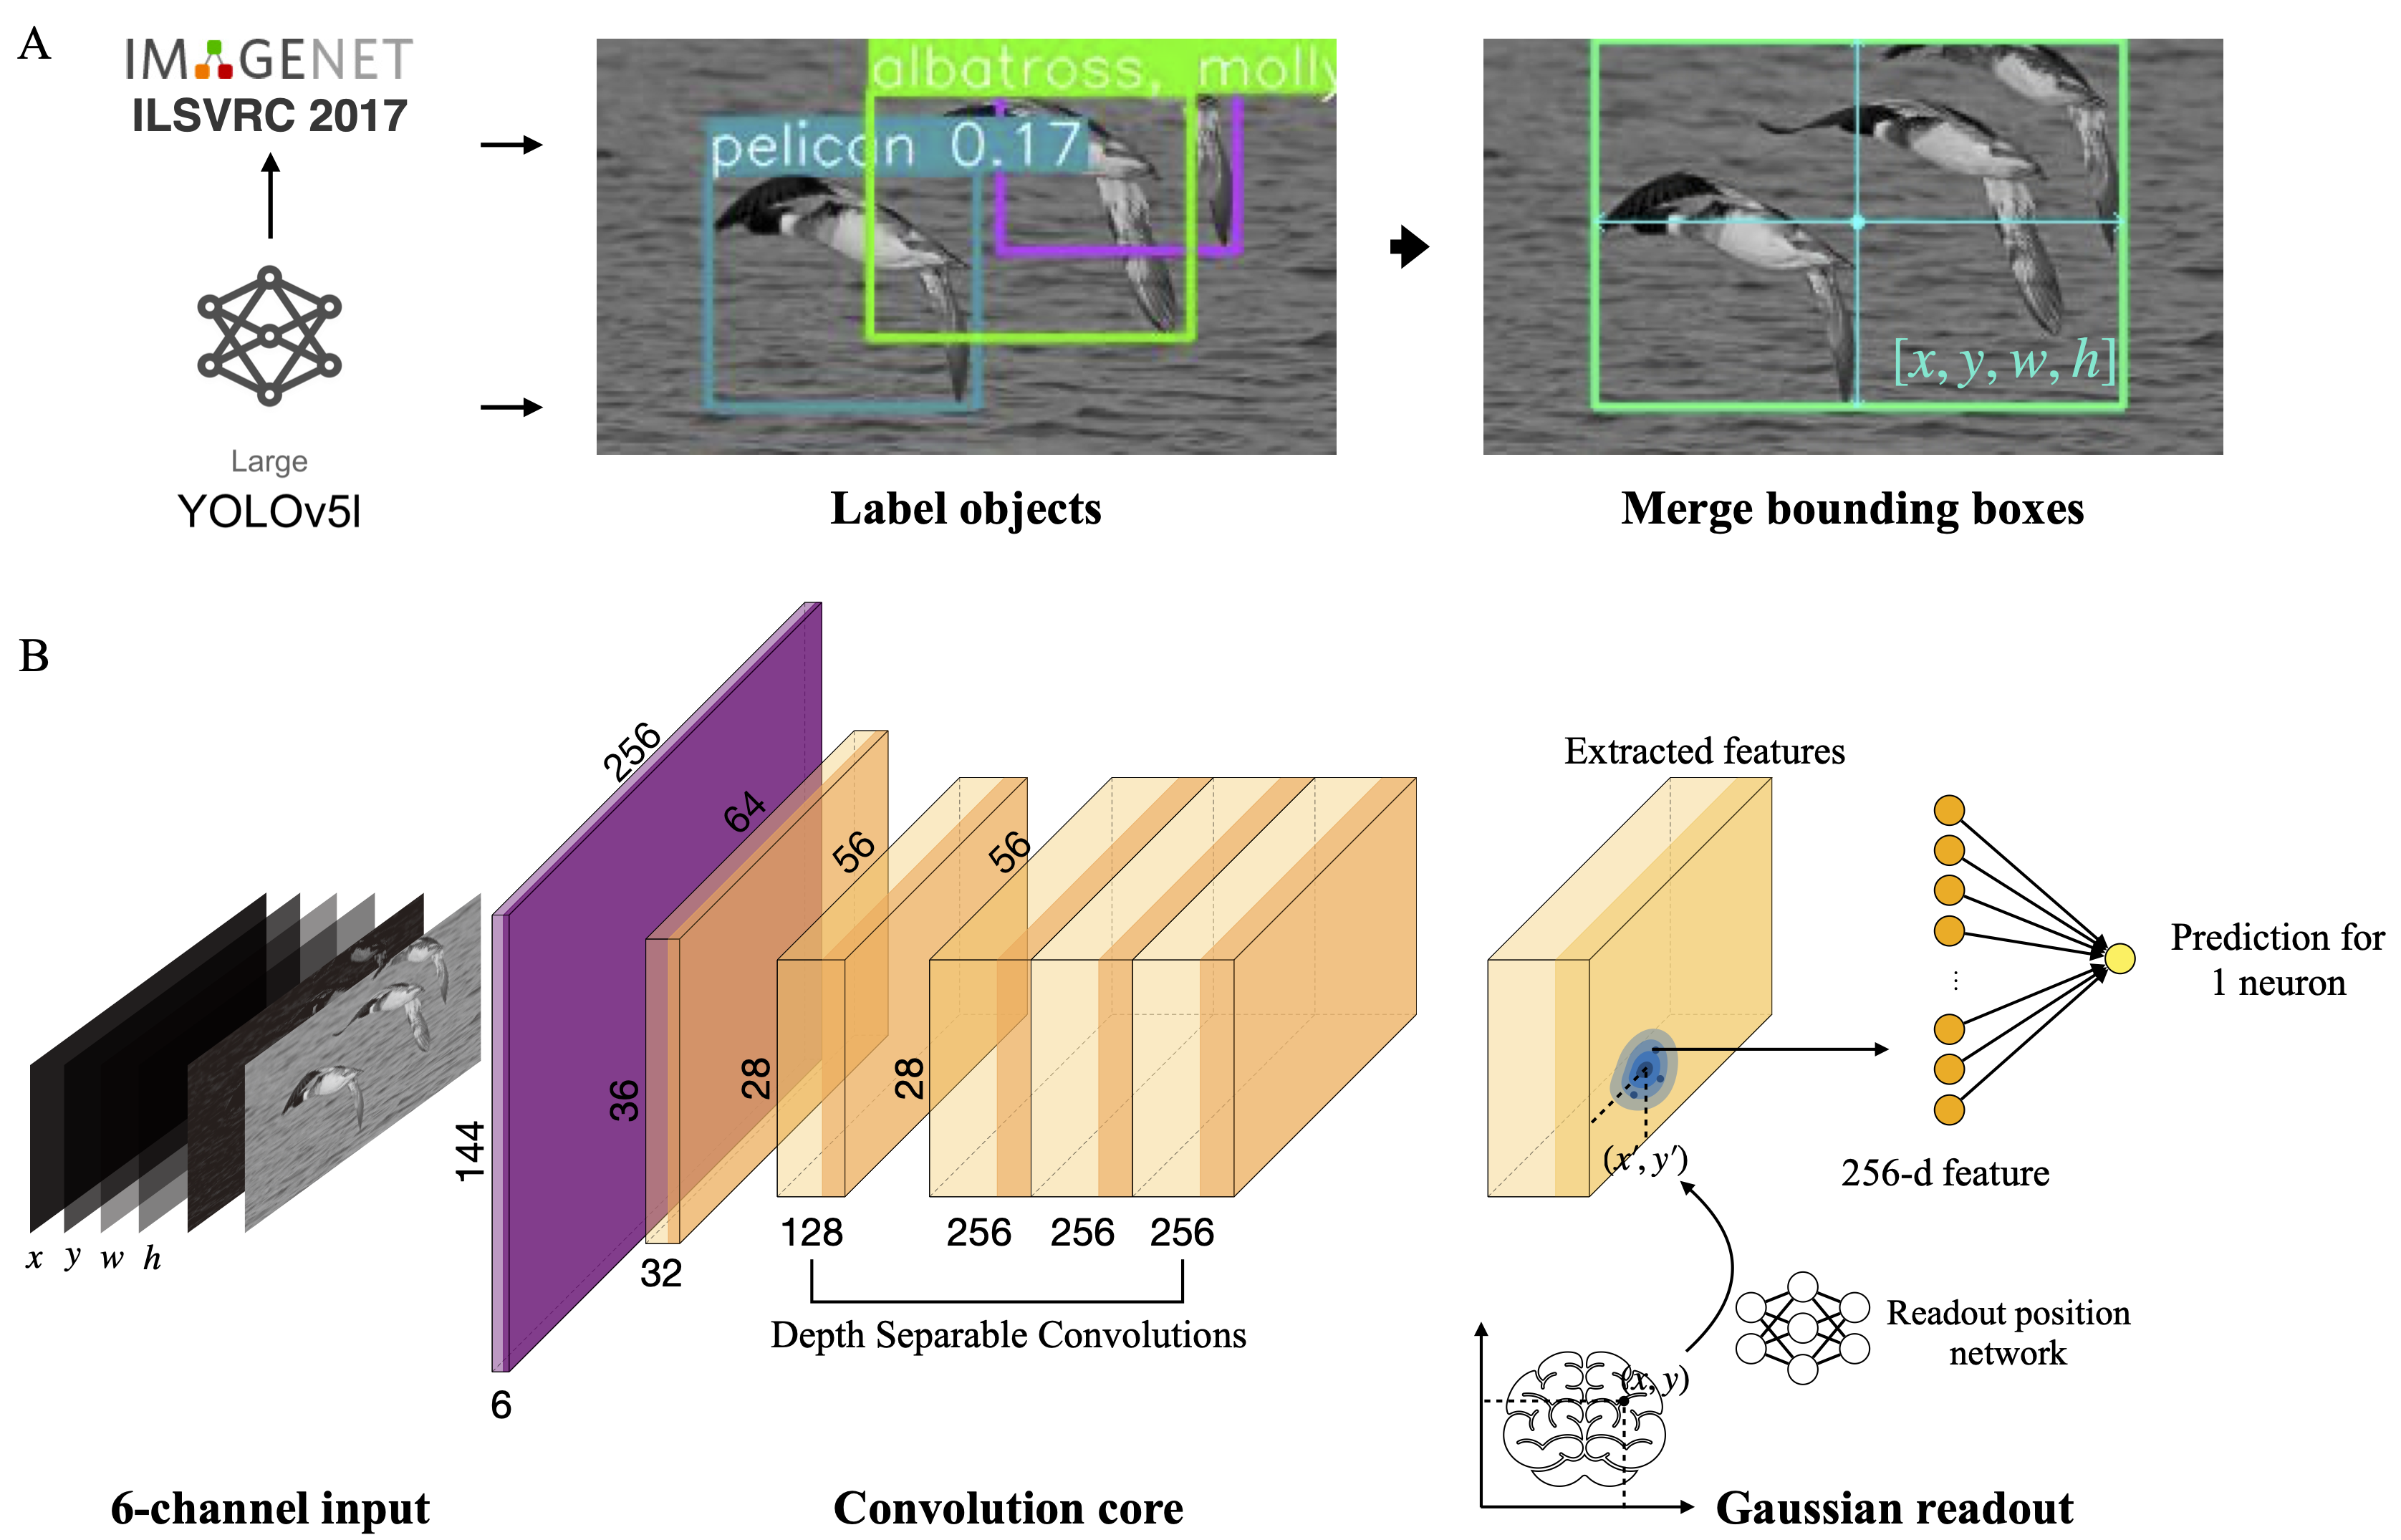 A
IMAGENET
ILSVRC 2017
Large
YOLOv5l
albatross, molly
pelican 0.17
Label objects
[x, y, w, h]
Merge bounding boxes
B
x y w h
6-channel input
256
144
6
64
36
32
56
28
128
56
28
256 256 256
Depth Separable Convolutions
Convolution core
Extracted features
(x′, y′)
256-d feature
Prediction for
1 neuron
Readout position
network
(x, y)
Gaussian readout